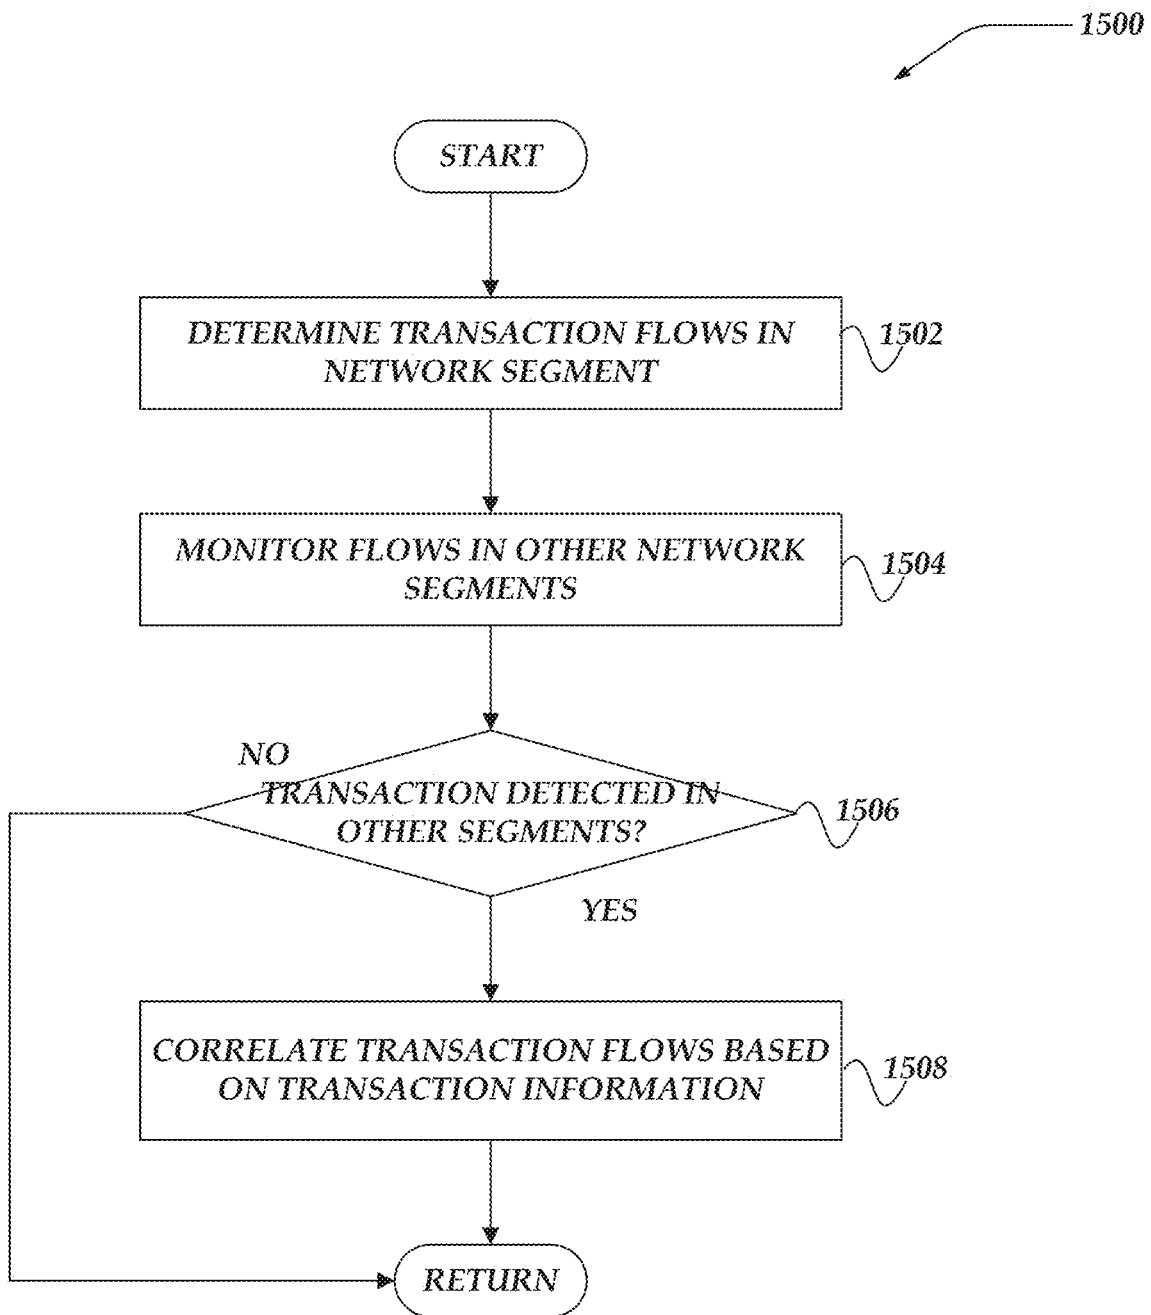 1500
START
DETERMINE TRANSACTION FLOWS IN
NETWORK SEGMENT
1502
MONITOR FLOWS IN OTHER NETWORK
SEGMENTS
1504
NO
TRANSACTION DETECTED IN
OTHER SEGMENTS?
1506
YES
CORRELATE TRANSACTION FLOWS BASED
ON TRANSACTION INFORMATION
1508
RETURN